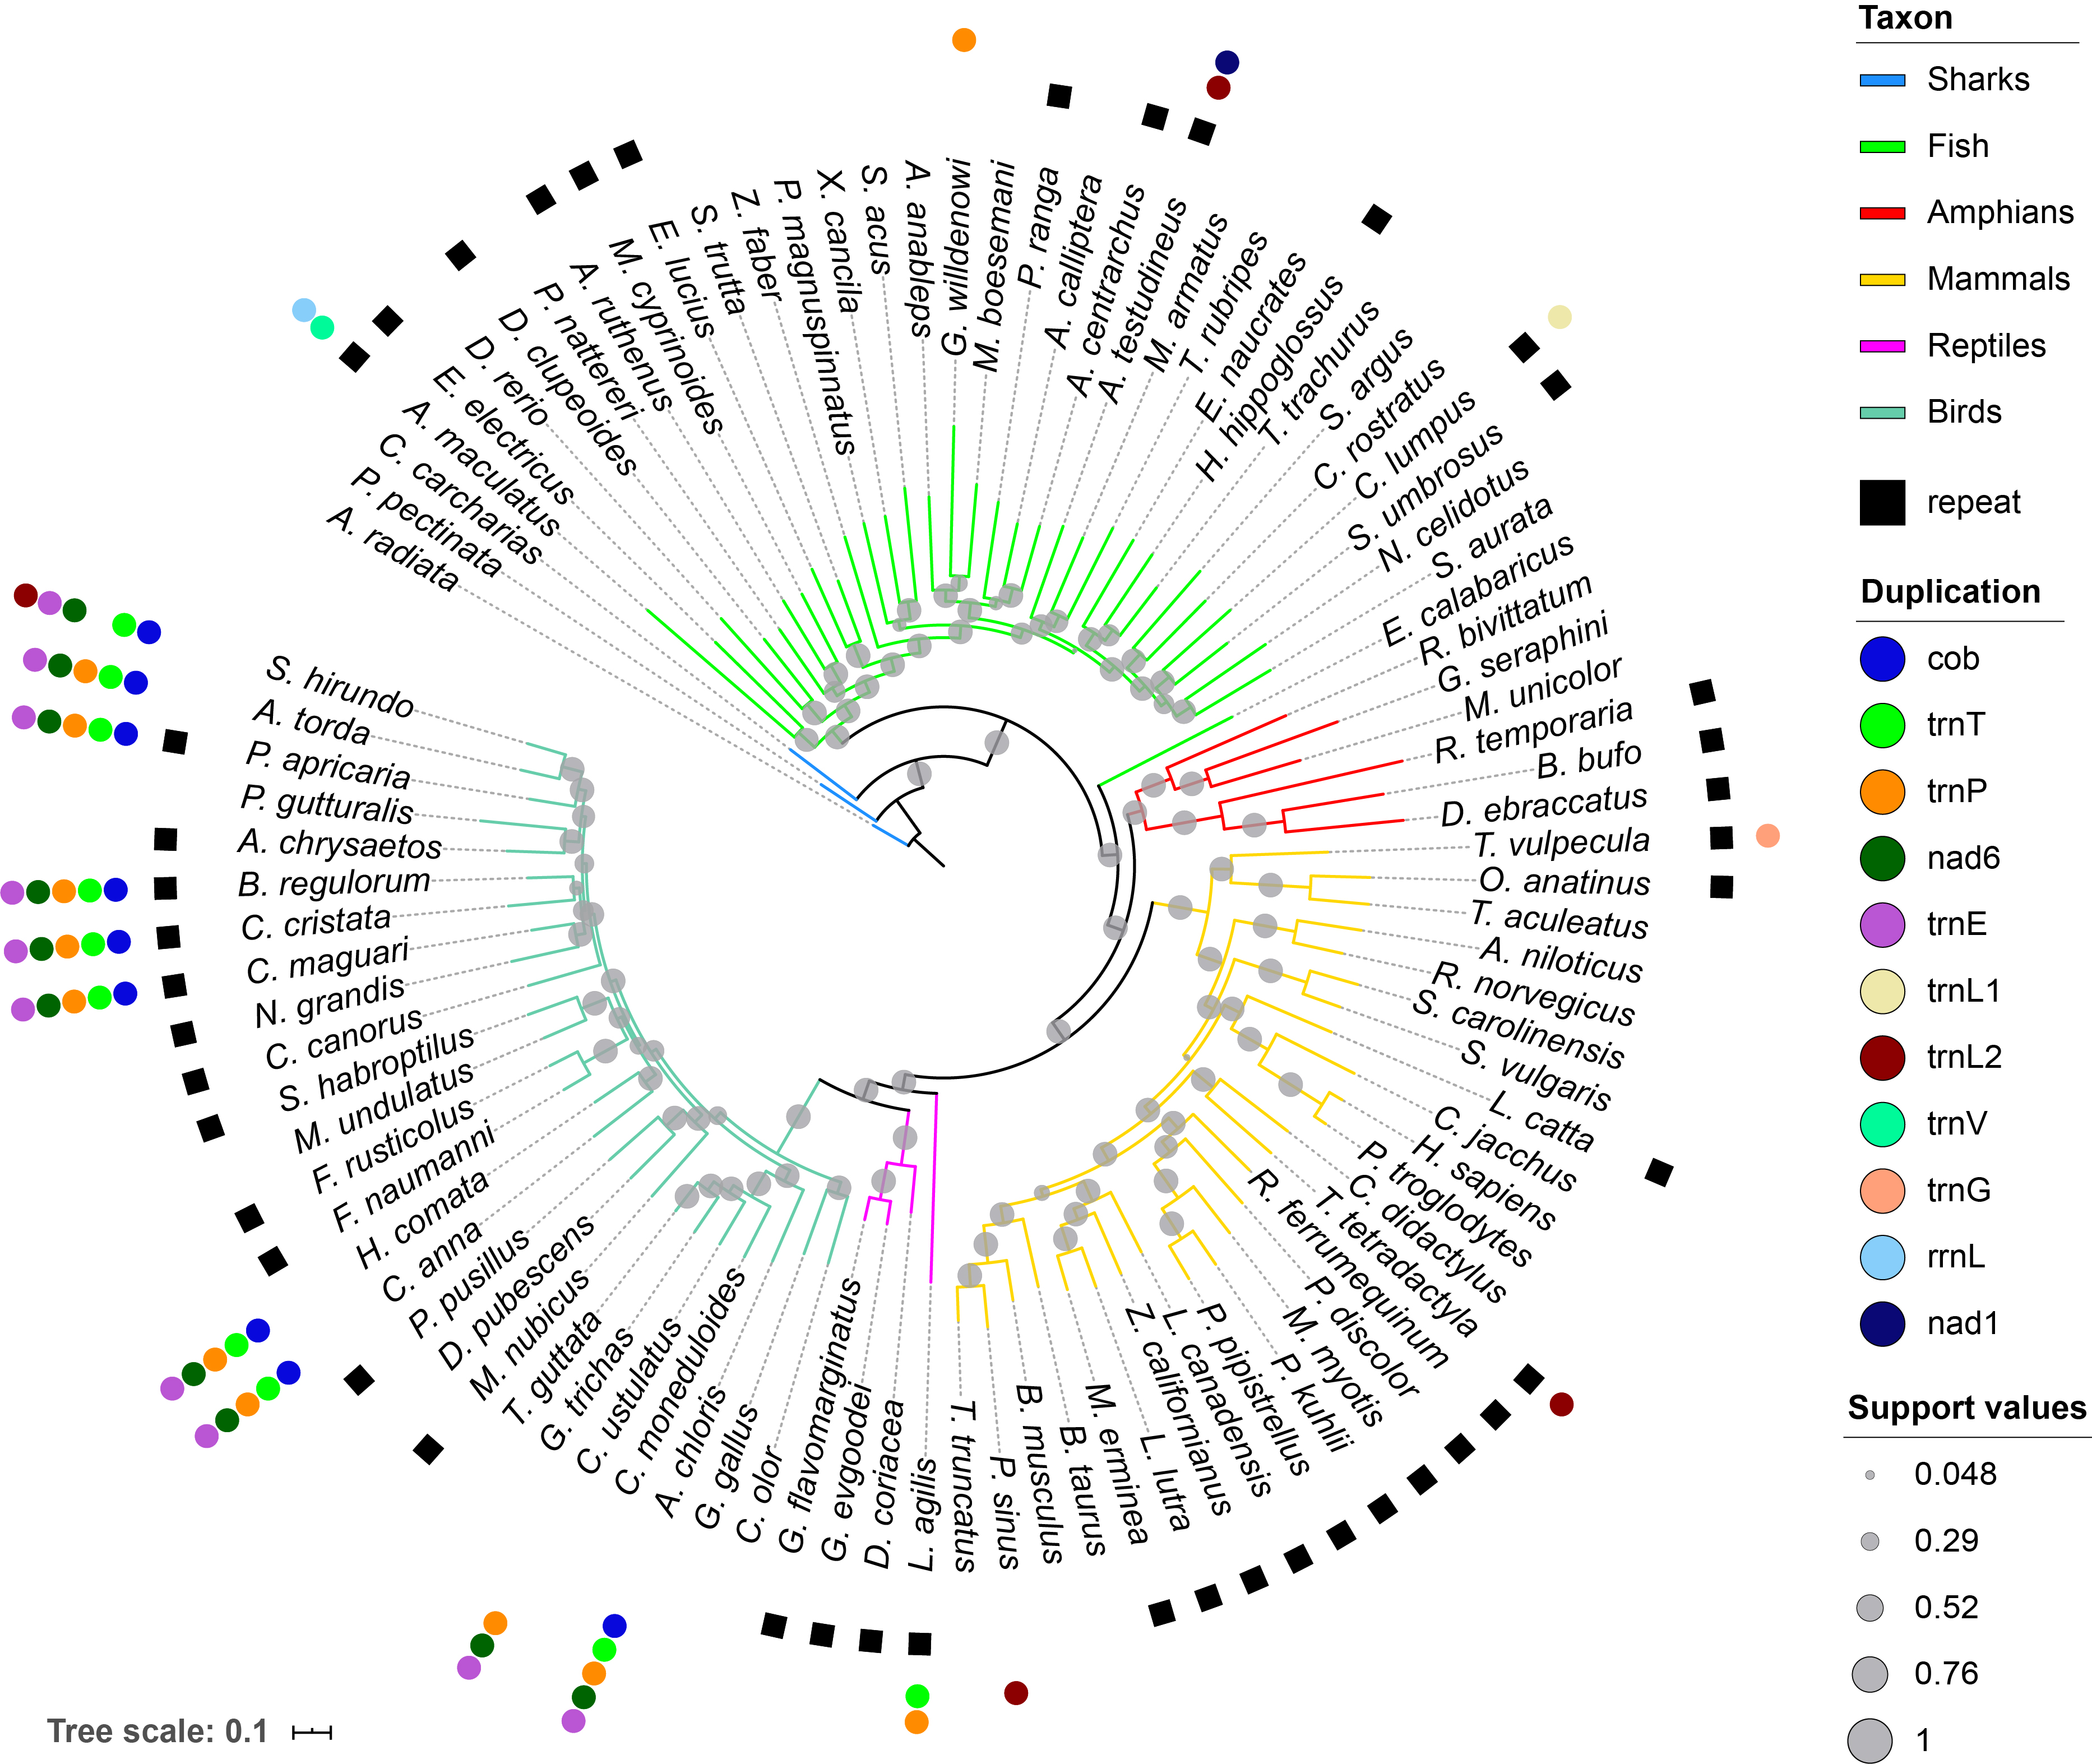 A. radiata
P. pectinata
C. carcharias
A. maculatus
E. electricus
D. rerio
D. clupeoides
P. nattereri
A. ruthenus
M. cyprinoides
E. lucius
S. trutta
Z. faber
P. magnuspinnatus
X. cancila
S. acus
A. anableps
G. willdenowi
M. boesemani
P. ranga
A. calliptera
A. centrarchus
A. testudineus
M. armatus
T. rubripes
E. naucrates
H. hippoglossus
T. trachurus
S. argus
C. rostratus
C. lumpus
S. umbrosus
N. celidotus
S. aurata
E. calabaricus
R. bivittatum
G. seraphini
M. unicolor
R. temporaria
B. bufo
D. ebraccatus
T. vulpecula
O. anatinus
T. aculeatus
A. niloticus
R. norvegicus
S. carolinensis
S. vulgaris
L. catta
C. jacchus
H. sapiens
P. troglodytes
C. didactylus
T. tetradactyla
R. ferrumequinum
P. discolor
M. myotis
P. kuhlii
P. pipistrellus
L. canadensis
Z. californianus
L. lutra
M. erminea
B. taurus
B. musculus
P. sinus
T. truncatus
L. agilis
D. coriacea
G. evgoodei
G. flavomarginatus
C. olor
G. gallus
A. chloris
C. moneduloides
C. ustulatus
G. trichas
T. guttata
M. nubicus
D. pubescens
P. pusillus
C. anna
H. comata
F. naumanni
F. rusticolus
M. undulatus
S. habroptilus
C. canorus
N. grandis
C. maguari
C. cristata
B. regulorum
A. chrysaetos
P. gutturalis
P. apricaria
A. torda
S. hirundo
Tree scale: 0.1
Taxon
Sharks
Fish
Amphians
Mammals
Reptiles
Birds
repeat
Duplication
cob
trnT
trnP
nad6
trnE
trnL1
trnL2
trnV
trnG
rrnL
nad1
Support values
0.048
0.29
0.52
0.76
1